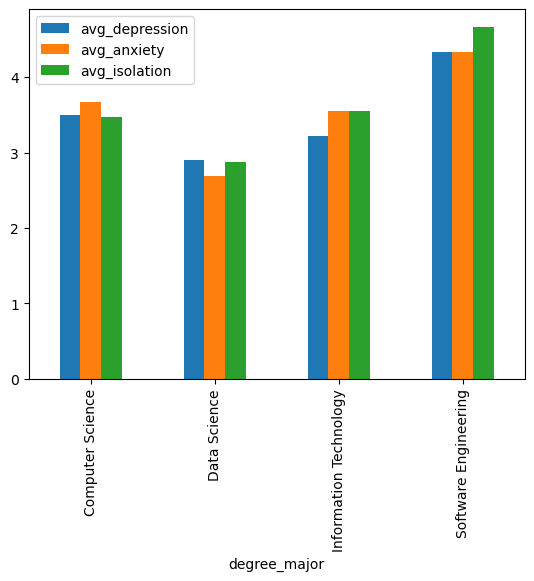 avg_depression
avg_anxiety
avg_isolation
4
3
2
1
0
Computer Science
Data Science
Information Technology
Software Engineering
degree_major